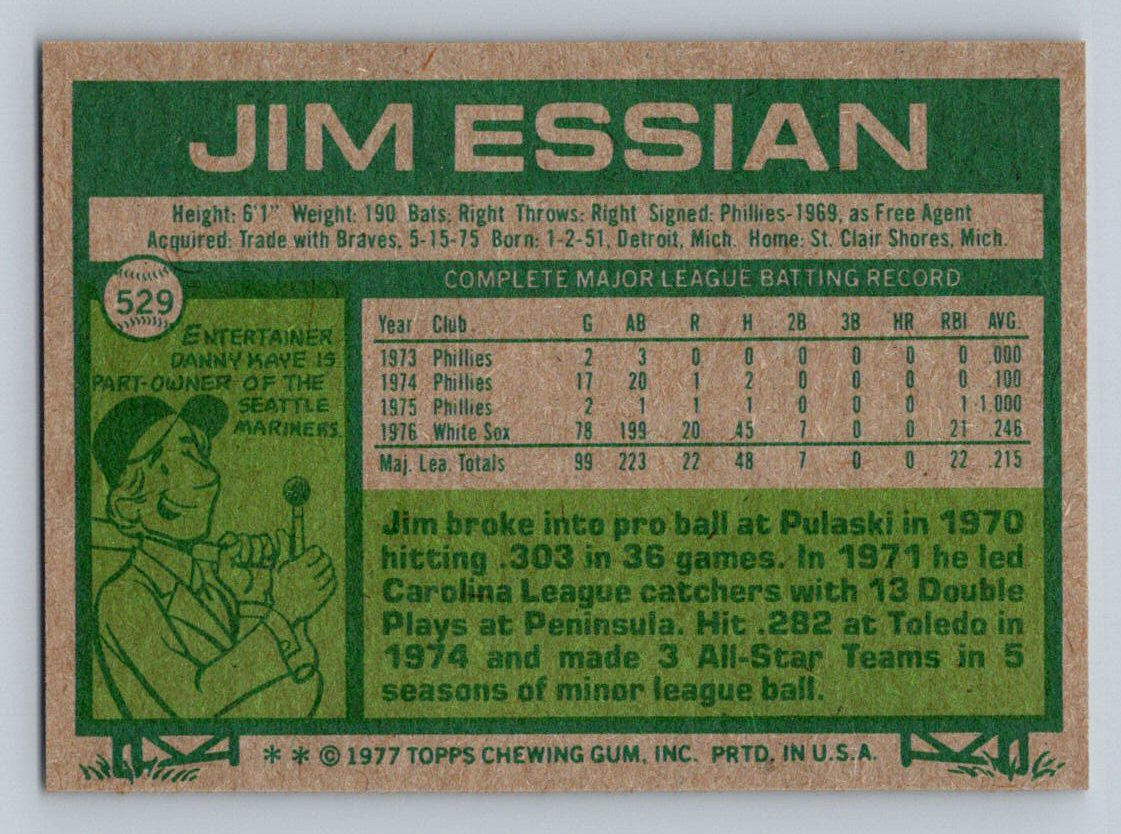 JIM ESSIAN
Height: 6'1" Weight: 190 Bats: Right Throws: Right Signed: Phillies-1969, as Free Agent
Acquired: Trade with Braves, 5-15-75 Born: 1-2-51, Detroit, Mich. Home: St. Clair Shores, Mich.
529
ENTERTAINER
DANNY KAYE IS
PART-OWNER OF THE
SEATTLE
MARINERS.
COMPLETE MAJOR LEAGUE BATTING RECORD
Year Club G AB R H 2B 3B HR RBI AVG.
1973 Phillies 2 3 0 0 0 0 0 0 .000
1974 Phillies 17 20 1 2 0 0 0 0 .100
1975 Phillies 2 1 1 1 0 0 0 1 1.000
1976 White Sox 78 199 20 45 7 0 0 21 .246
Maj. Lea. Totals 99 223 22 48 7 0 0 22 .215
Jim broke into pro ball at Pulaski in 1970
hitting .303 in 36 games. In 1971 he led
Carolina League catchers with 13 Double
Plays at Peninsula. Hit .282 at Toledo in
1974 and made 3 All-Star Teams in 5
seasons of minor league ball.
* * © 1977 TOPPS CHEWING GUM, INC. PRTD. IN U.S.A.